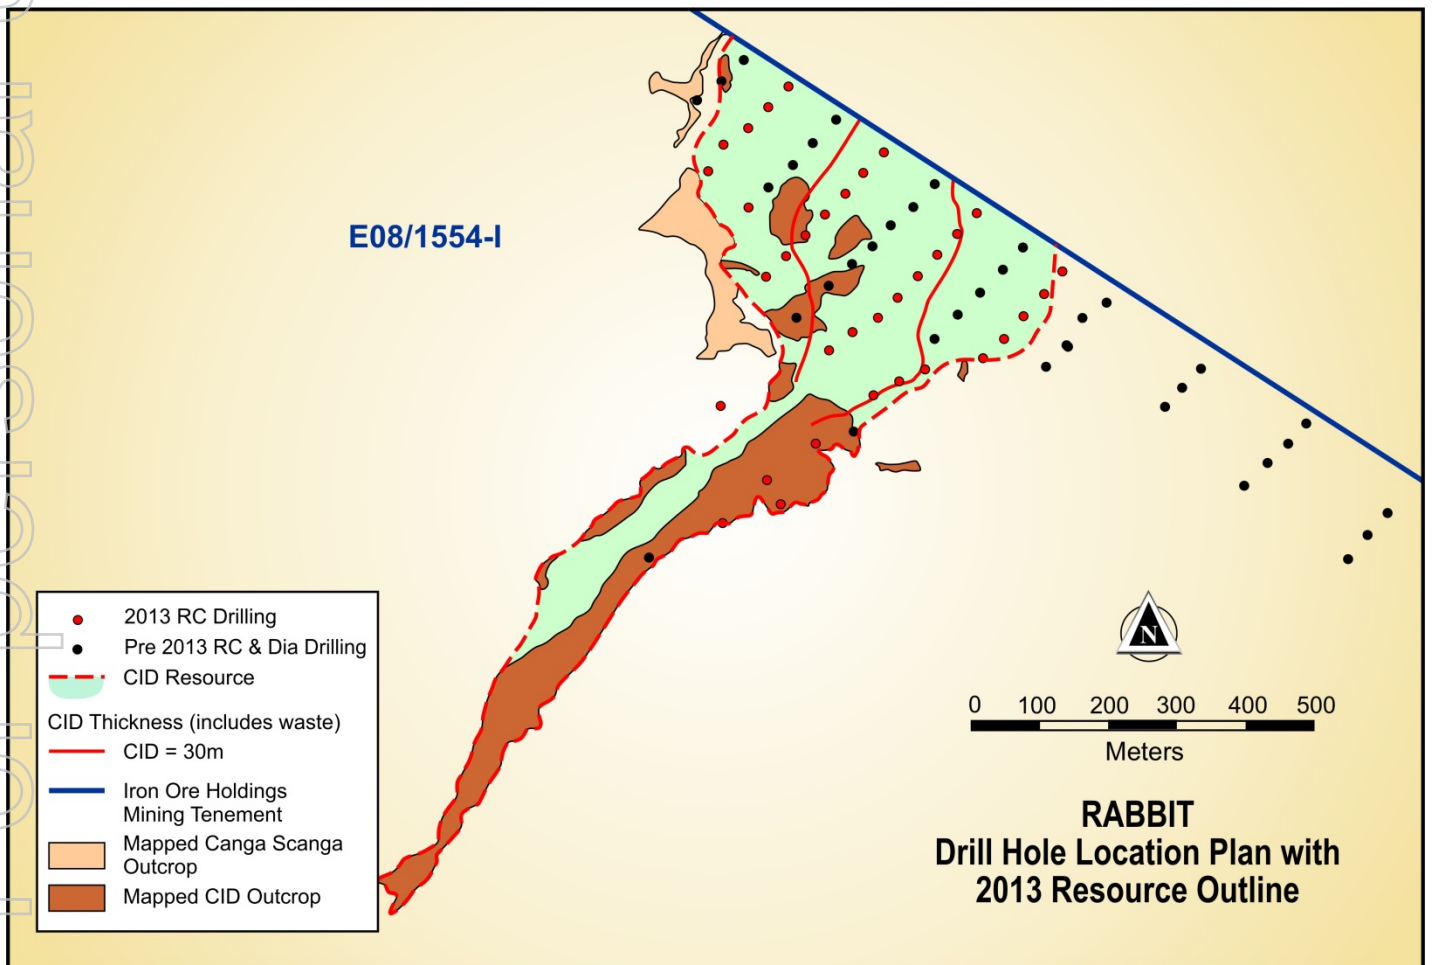 E08/1554-I
2013 RC Drilling
Pre 2013 RC & Dia Drilling
CID Resource
CID Thickness (includes waste)
CID = 30m
Iron Ore Holdings
Mining Tenement
Mapped Canga Scanga
Outcrop
Mapped CID Outcrop
N
0 100 200 300 400 500
Meters
RABBIT
Drill Hole Location Plan with
2013 Resource Outline